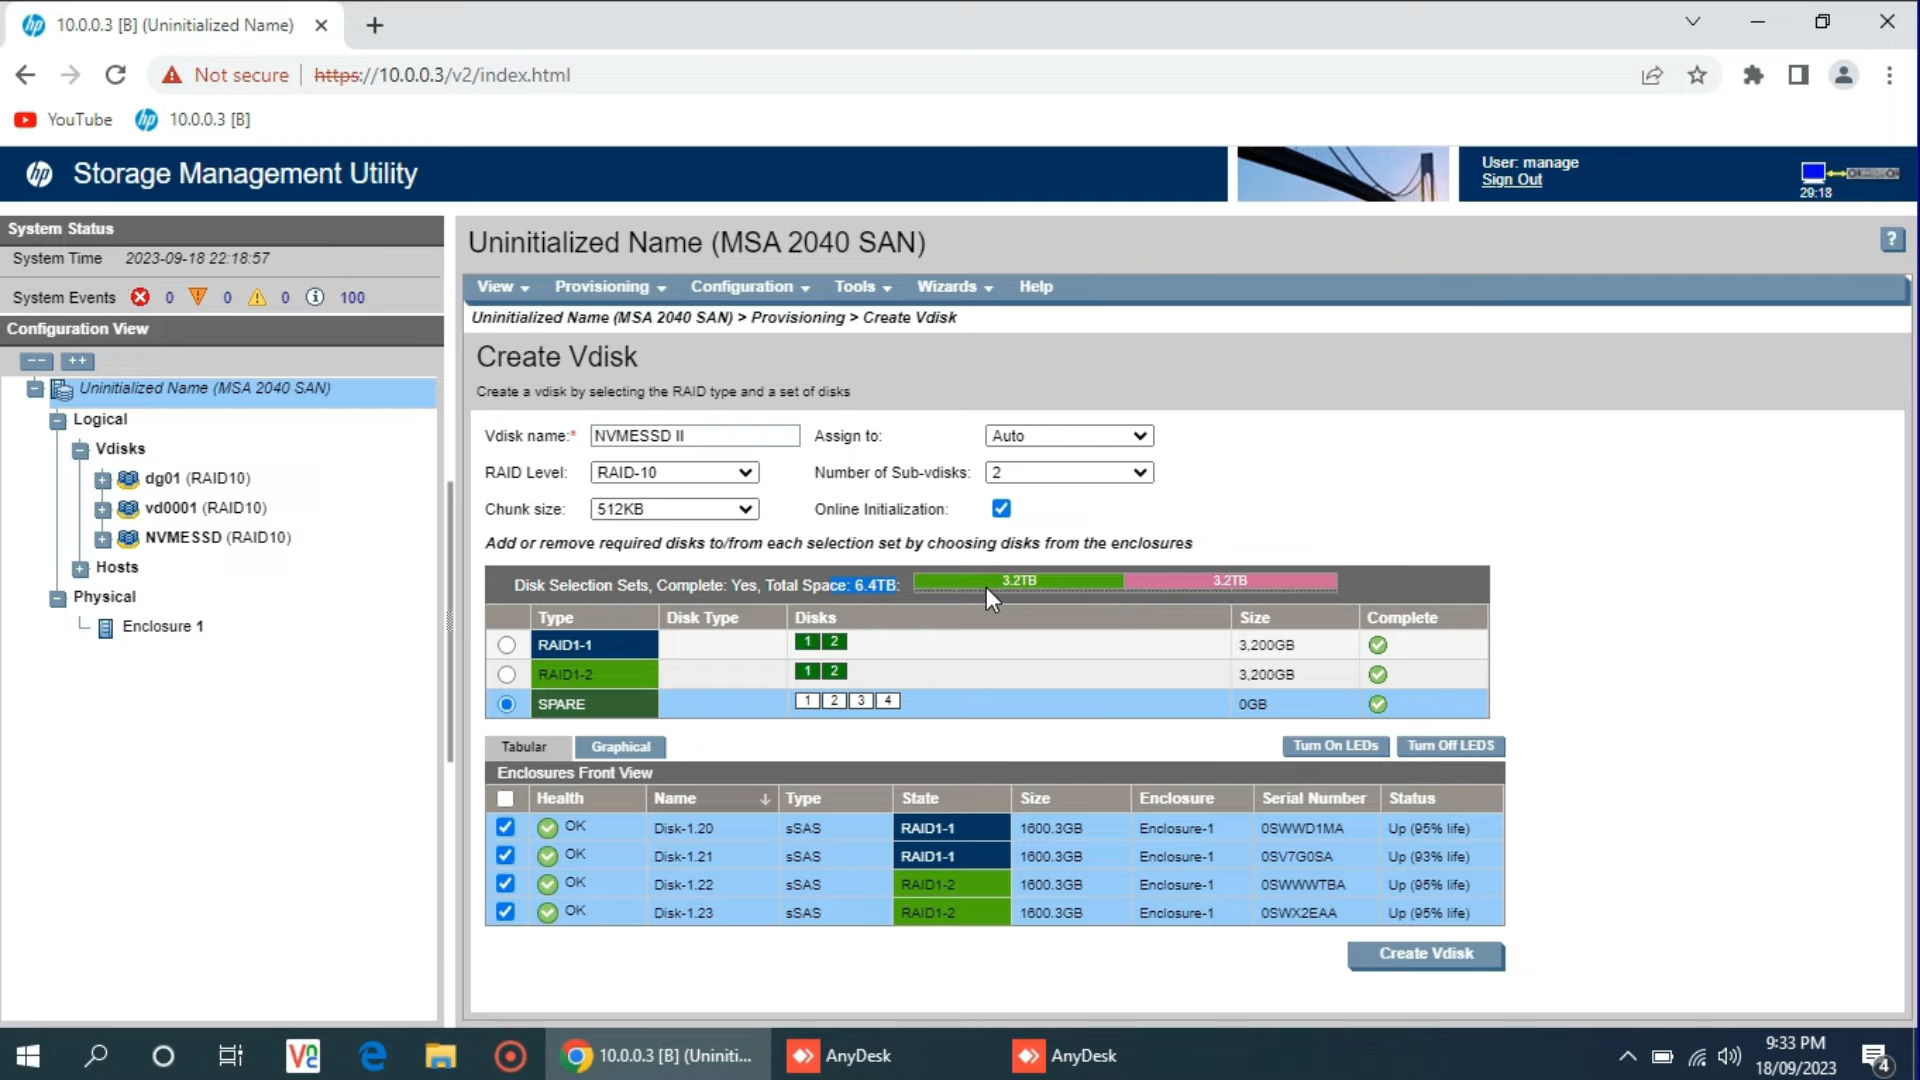 10.0.0.3 [B] (Uninitialized Name)
Not secure
https://10.0.0.3/v2/index.html
YouTube
10.0.0.3 [B]
hp
Storage Management Utility
User: manage
Sign Out
29:18
System Status
System Time 2023-09-18 22:18:57
System Events 0 0 0 100
Configuration View
Uninitialized Name (MSA 2040 SAN)
Logical
Vdisks
dg01 (RAID10)
vd0001 (RAID10)
NVMESSD (RAID10)
Hosts
Physical
Enclosure 1
Uninitialized Name (MSA 2040 SAN)
?
View Provisioning Configuration Tools Wizards Help
Uninitialized Name (MSA 2040 SAN) > Provisioning > Create Vdisk
Create Vdisk
Create a vdisk by selecting the RAID type and a set of disks
Vdisk name:* NVMESSD II Assign to: Auto
RAID Level: RAID-10 Number of Sub-vdisks: 2
Chunk size: 512KB Online Initialization:
Add or remove required disks to/from each selection set by choosing disks from the enclosures
Disk Selection Sets, Complete: Yes, Total Space: 6.4TB: 3.2TB 3.2TB
Type Disk Type Disks Size Complete
RAID1-1 1 2 3,200GB
RAID1-2 1 2 3,200GB
SPARE 1 2 3 4 0GB
Tabular Graphical Turn On LEDs Turn Off LEDS
Enclosures Front View
Health Name Type State Size Enclosure Serial Number Status
OK Disk-1.20 sSAS RAID1-1 1600.3GB Enclosure-1 0SWWD1MA Up (95% life)
OK Disk-1.21 sSAS RAID1-1 1600.3GB Enclosure-1 0SV7G0SA Up (93% life)
OK Disk-1.22 sSAS RAID1-2 1600.3GB Enclosure-1 0SWWWTBA Up (95% life)
OK Disk-1.23 sSAS RAID1-2 1600.3GB Enclosure-1 0SWX2EAA Up (95% life)
Create Vdisk
10.0.0.3 [B] (Uniniti...
AnyDesk
AnyDesk
9:33 PM
18/09/2023
4